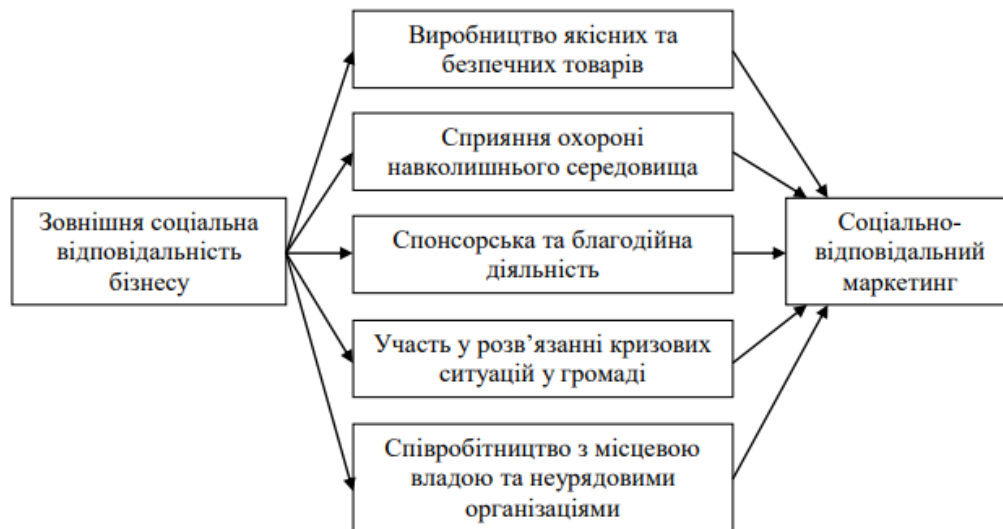 Зовнішня соціальна
відповідальність
бізнесу
Виробництво якісних та
безпечних товарів
Сприяння охороні
навколишнього середовища
Спонсорська та благодійна
діяльність
Участь у розв’язанні кризових
ситуацій у громаді
Співробітництво з місцевою
владою та неурядовими
організаціями
Соціально-
відповідальний
маркетинг